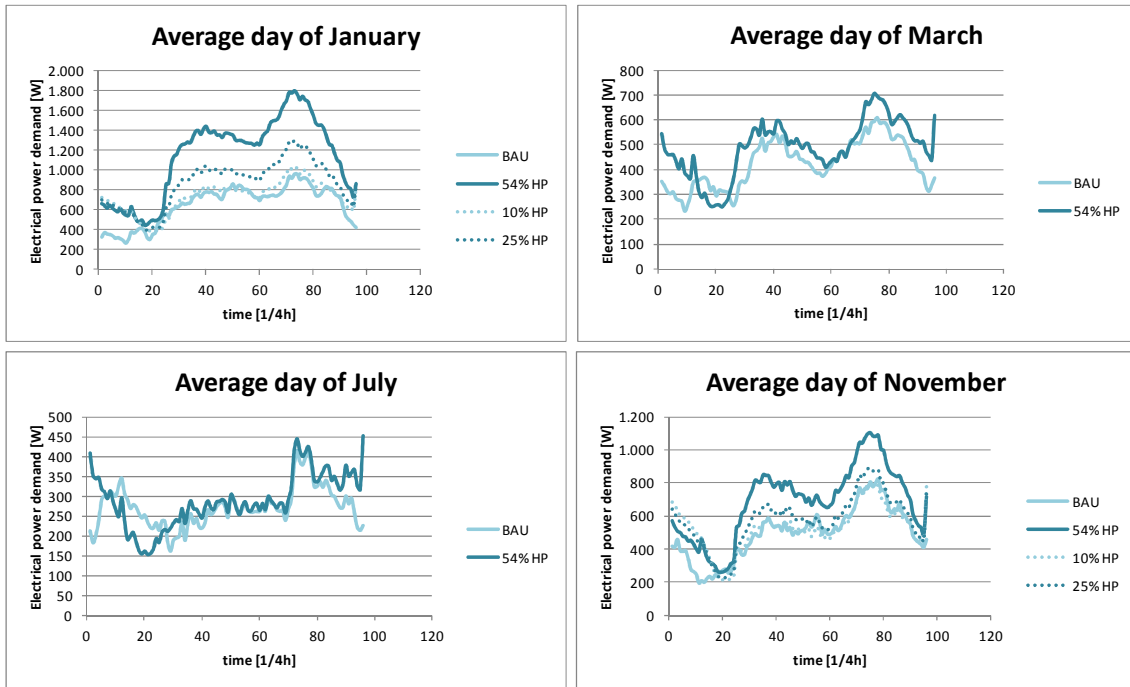 Average day of January
Electrical power demand [W]
2.000
1.800
1.600
1.400
1.200
1.000
800
600
400
200
0
0 20 40 60 80 100 120
time [1/4h]
BAU
54% HP
10% HP
25% HP
Average day of March
Electrical power demand [W]
800
700
600
500
400
300
200
100
0
0 20 40 60 80 100 120
time [1/4h]
BAU
54% HP
Average day of July
Electrical power demand [W]
500
450
400
350
300
250
200
150
100
50
0
0 20 40 60 80 100 120
time [1/4h]
BAU
54% HP
Average day of November
Electrical power demand [W]
1.200
1.000
800
600
400
200
0
0 20 40 60 80 100 120
time [1/4h]
BAU
54% HP
10% HP
25% HP